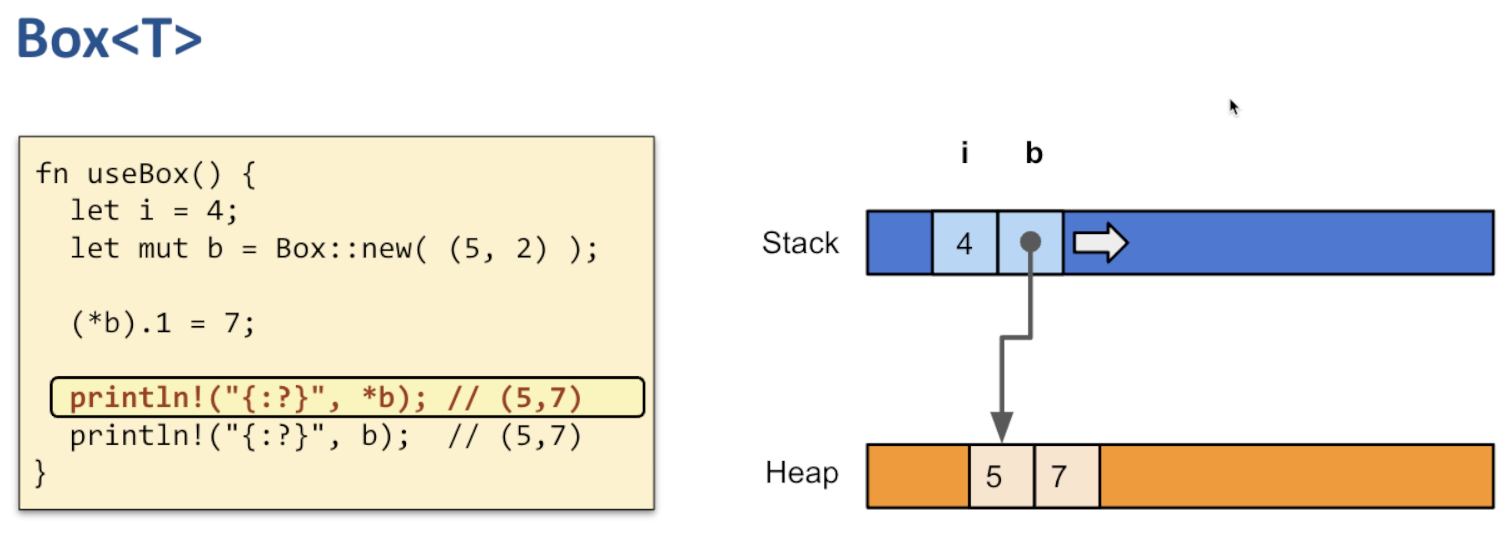 Box<T>
fn useBox() {
  let i = 4;
  let mut b = Box::new( (5, 2) );
  (*b).1 = 7;
  println!("{:?}", *b); // (5,7)
  println!("{:?}", b);  // (5,7)
}
i b
Stack 4
Heap 5 7